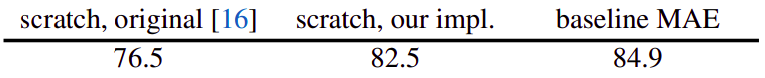 scratch, original [16] scratch, our impl. baseline MAE
76.5 82.5 84.9